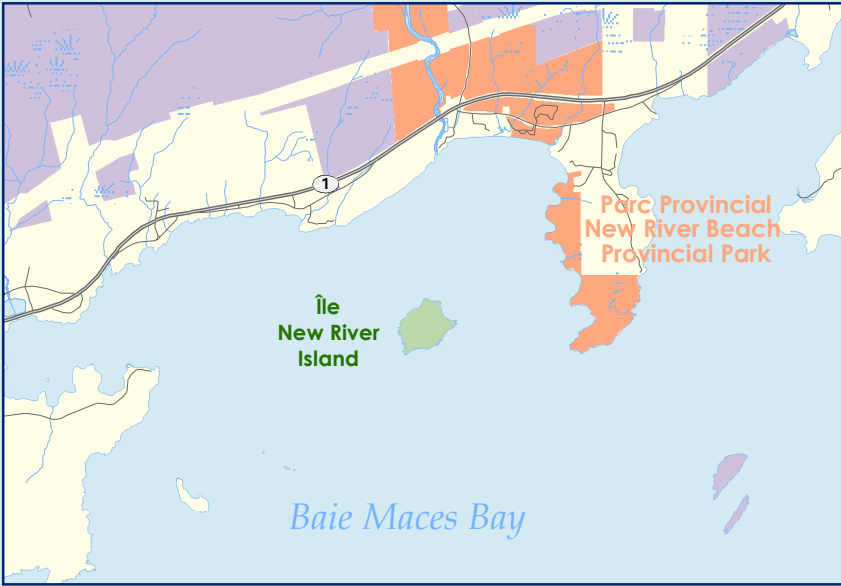 1
Parc Provincial
New River Beach
Provincial Park
Île
New River
Island
Baie Maces Bay